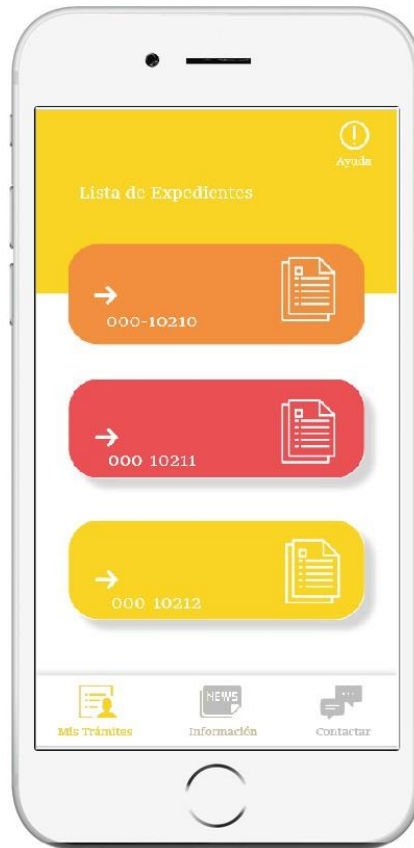 Ayuda
Lista de Expedientes
000-10210
000 10211
000 10212
NEWS
Mis Trámites
Información
Contactar